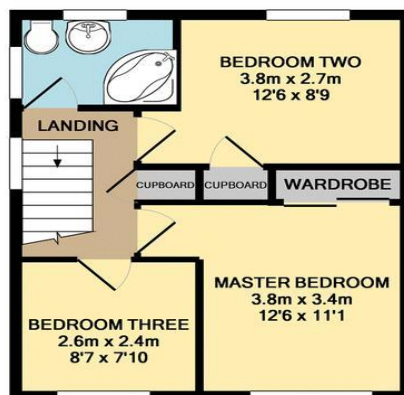 BEDROOM TWO
3.8m x 2.7m
12'6 x 8'9
LANDING
CUPBOARD
CUPBOARD
WARDROBE
MASTER BEDROOM
3.8m x 3.4m
12'6 x 11'1
BEDROOM THREE
2.6m x 2.4m
8'7 x 7'10